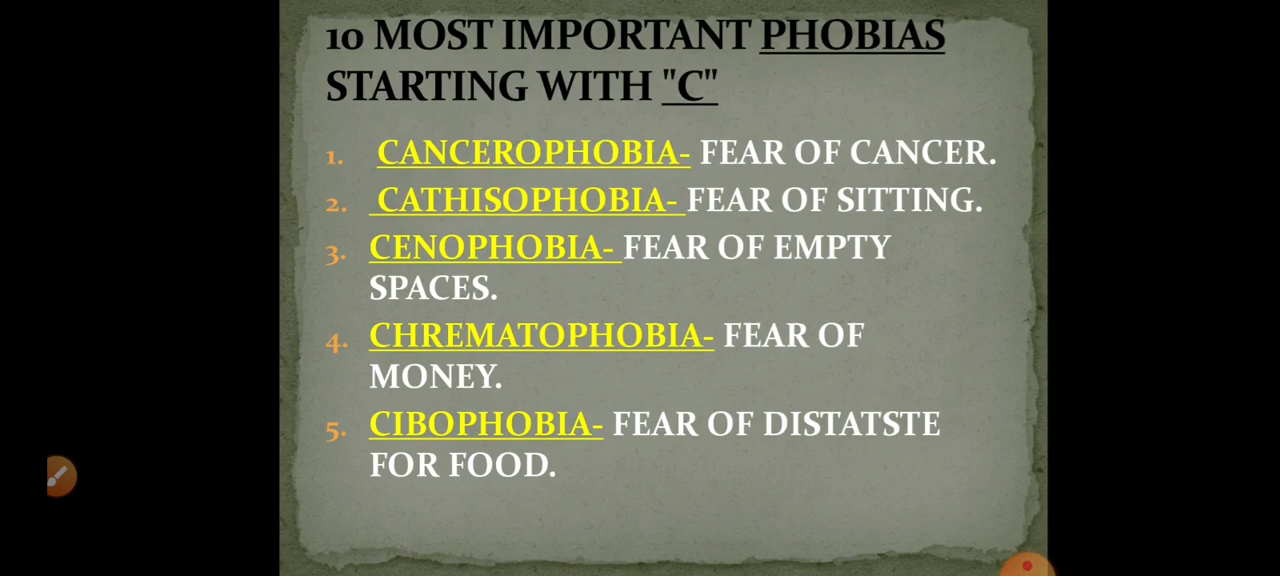 10 MOST IMPORTANT PHOBIAS
STARTING WITH "C"
1. CANCEROPHOBIA- FEAR OF CANCER.
2. CATHISOPHOBIA- FEAR OF SITTING.
3. CENOPHOBIA- FEAR OF EMPTY
SPACES.
4. CHREMATOPHOBIA- FEAR OF
MONEY.
5. CIBOPHOBIA- FEAR OF DISTATSTE
FOR FOOD.